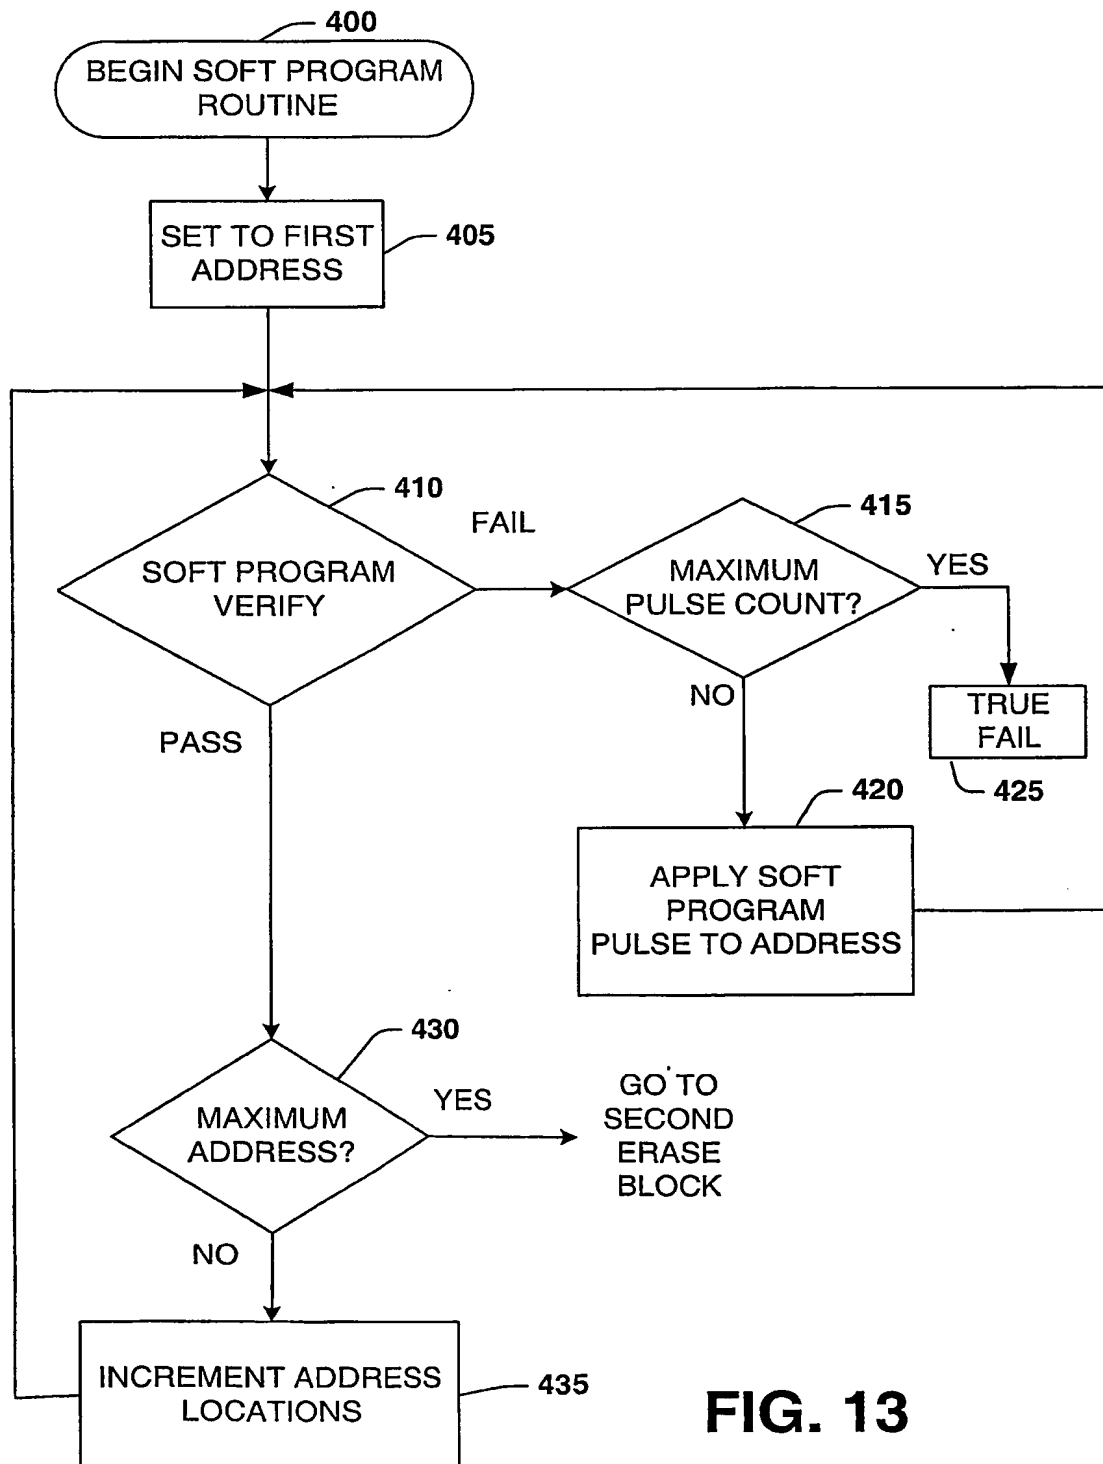 400
BEGIN SOFT PROGRAM
ROUTINE
SET TO FIRST
ADDRESS
405
410
FAIL
415
SOFT PROGRAM
VERIFY
MAXIMUM
PULSE COUNT?
YES
NO
TRUE
FAIL
425
PASS
420
APPLY SOFT
PROGRAM
PULSE TO ADDRESS
430
MAXIMUM
ADDRESS?
YES
GO TO
SECOND
ERASE
BLOCK
NO
INCREMENT ADDRESS
LOCATIONS
435
FIG. 13